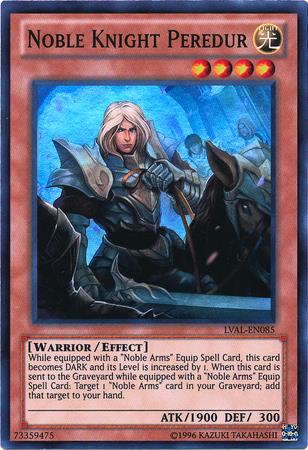 NOBLE KNIGHT PEREDUR
LIGHT
光
LVAL-EN085
[WARRIOR / EFFECT]
While equipped with a "Noble Arms" Equip Spell Card, this card
becomes DARK and its Level is increased by 1. When this card is
sent to the Graveyard while equipped with a "Noble Arms" Equip
Spell Card: Target 1 "Noble Arms" card in your Graveyard; add
that target to your hand.
ATK/1900 DEF/ 300
73359475
©1996 KAZUKI TAKAHASHI